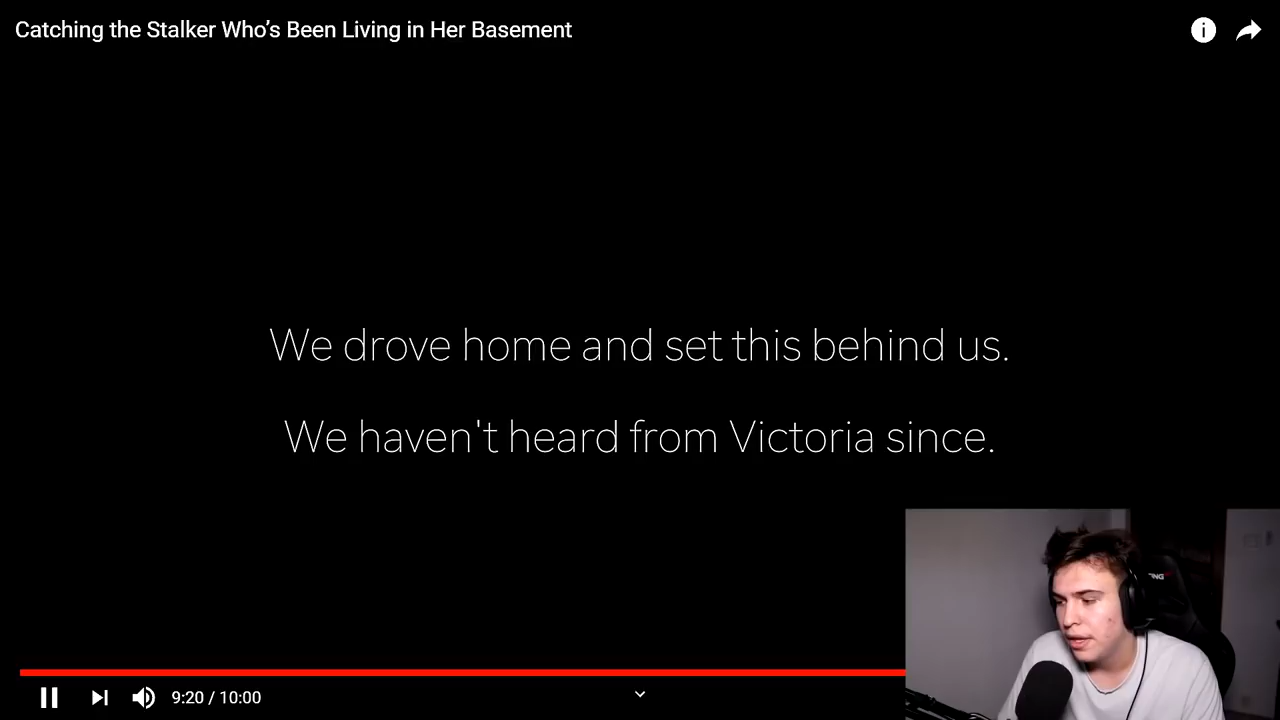 Catching the Stalker Who’s Been Living in Her Basement
We drove home and set this behind us.
We haven't heard from Victoria since.
9:20 / 10:00